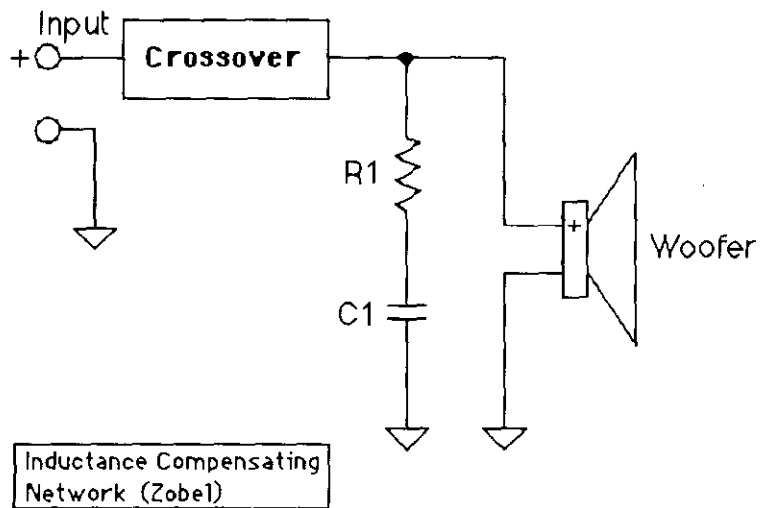 Input
+
Crossover
R1
+
Woofer
C1
Inductance Compensating
Network (Zobel)